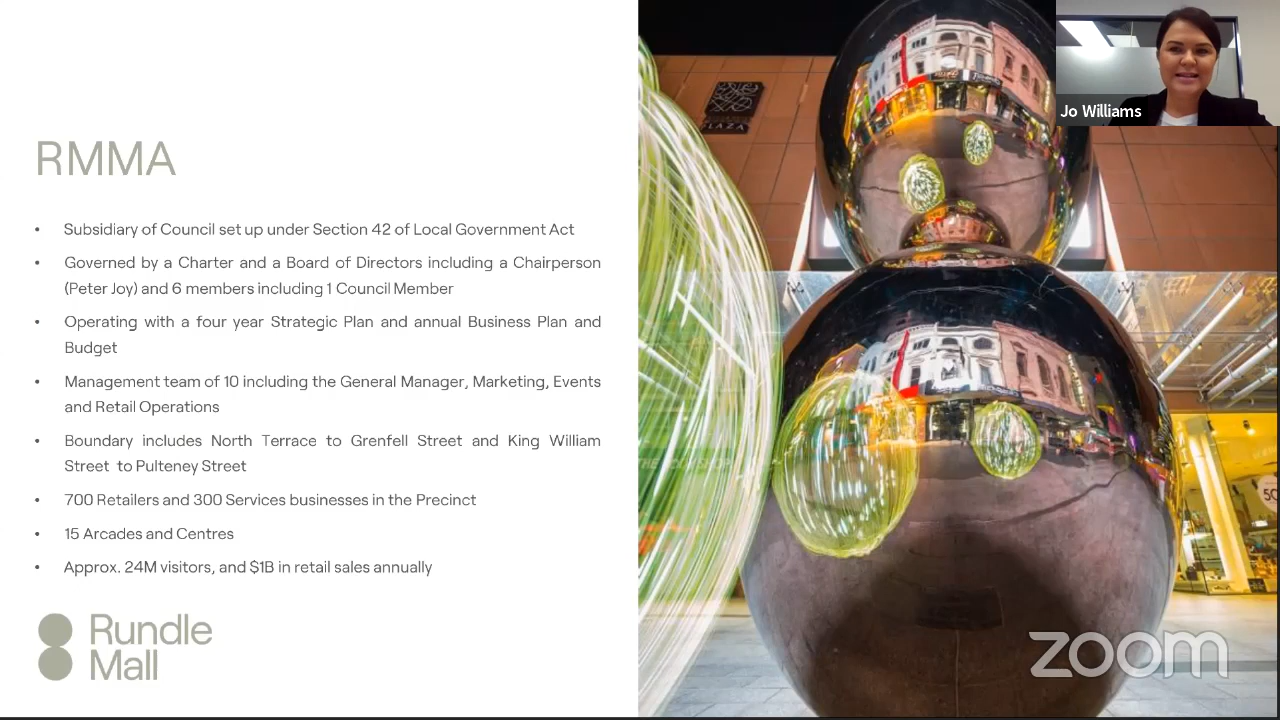 Jo Williams
RMMA
• Subsidiary of Council set up under Section 42 of Local Government Act
• Governed by a Charter and a Board of Directors including a Chairperson
(Peter Joy) and 6 members including 1 Council Member
• Operating with a four year Strategic Plan and annual Business Plan and
Budget
• Management team of 10 including the General Manager, Marketing, Events
and Retail Operations
• Boundary includes North Terrace to Grenfell Street and King William
Street to Pulteney Street
• 700 Retailers and 300 Services businesses in the Precinct
• 15 Arcades and Centres
• Approx. 24M visitors, and $1B in retail sales annually
Rundle
Mall
zoom